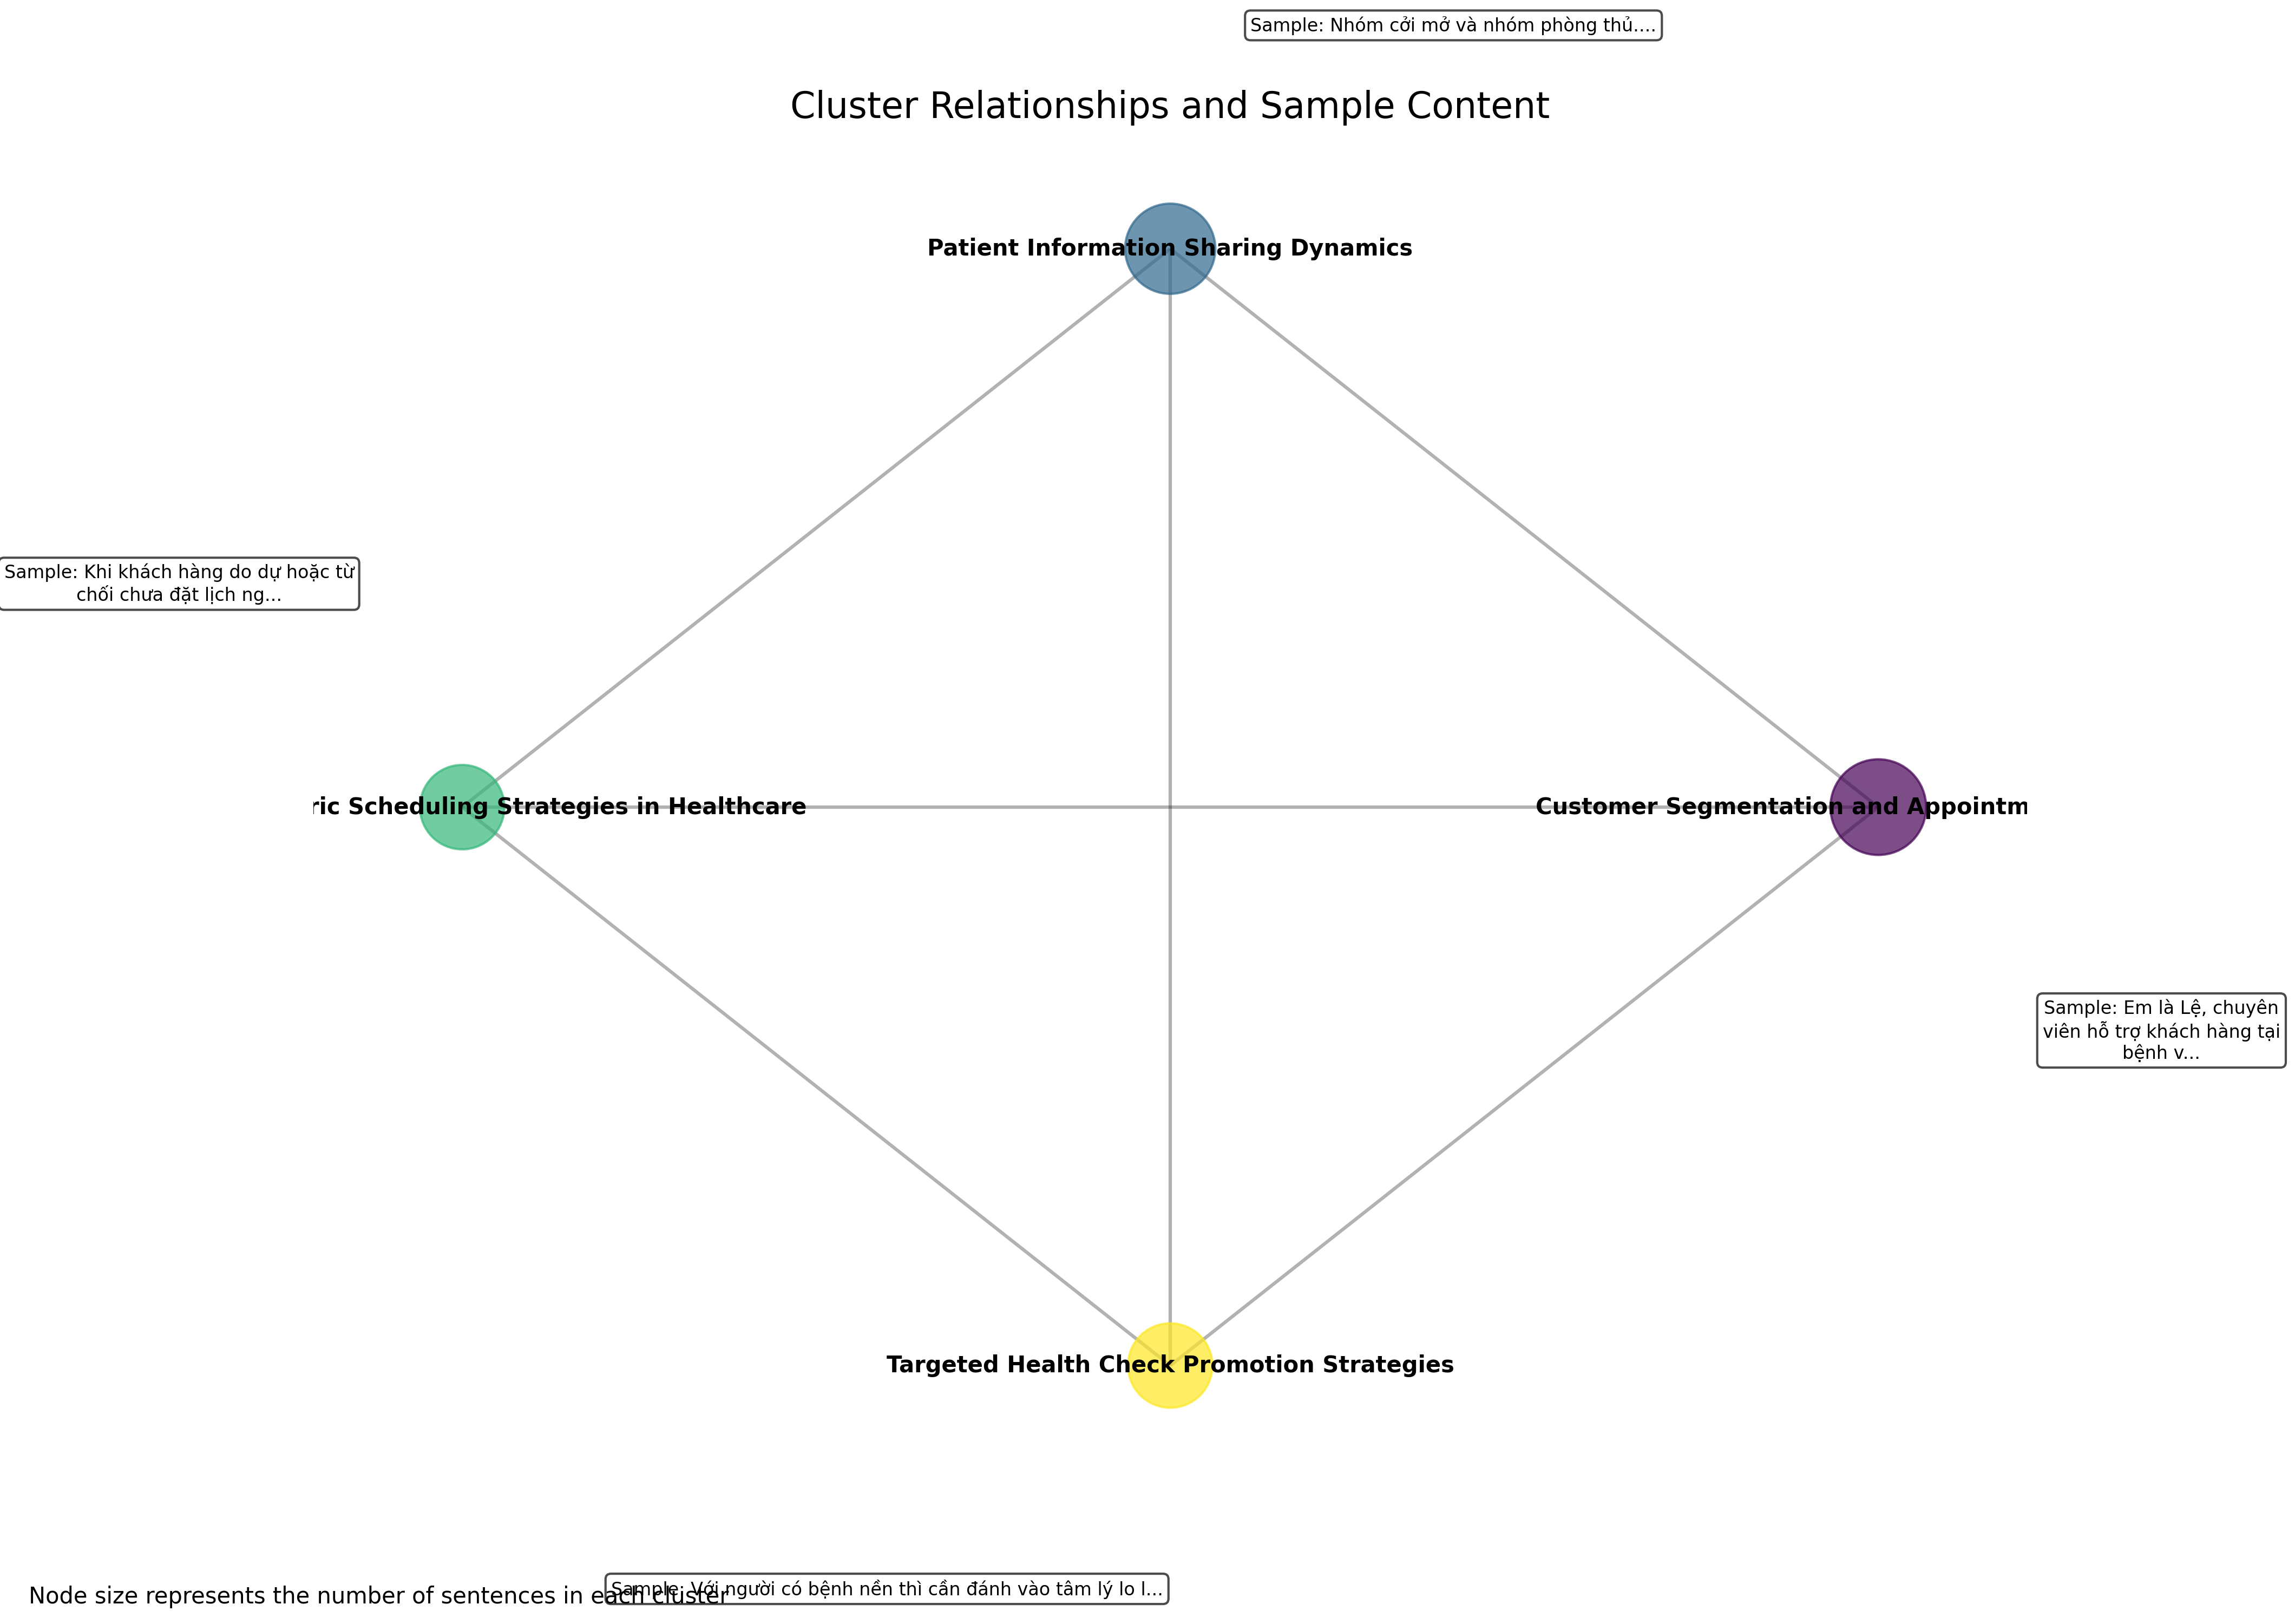 Sample: Nhóm cởi mở và nhóm phòng thủ....
Cluster Relationships and Sample Content
Patient Information Sharing Dynamics
Sample: Khi khách hàng do dự hoặc từ
chối chưa đặt lịch ng...
ric Scheduling Strategies in Healthcare
Customer Segmentation and Appointm
Sample: Em là Lệ, chuyên
viên hỗ trợ khách hàng tại
bệnh v...
Targeted Health Check Promotion Strategies
Sample: Với người có bệnh nền thì cần đánh vào tâm lý lo l...
Node size represents the number of sentences in each cluster